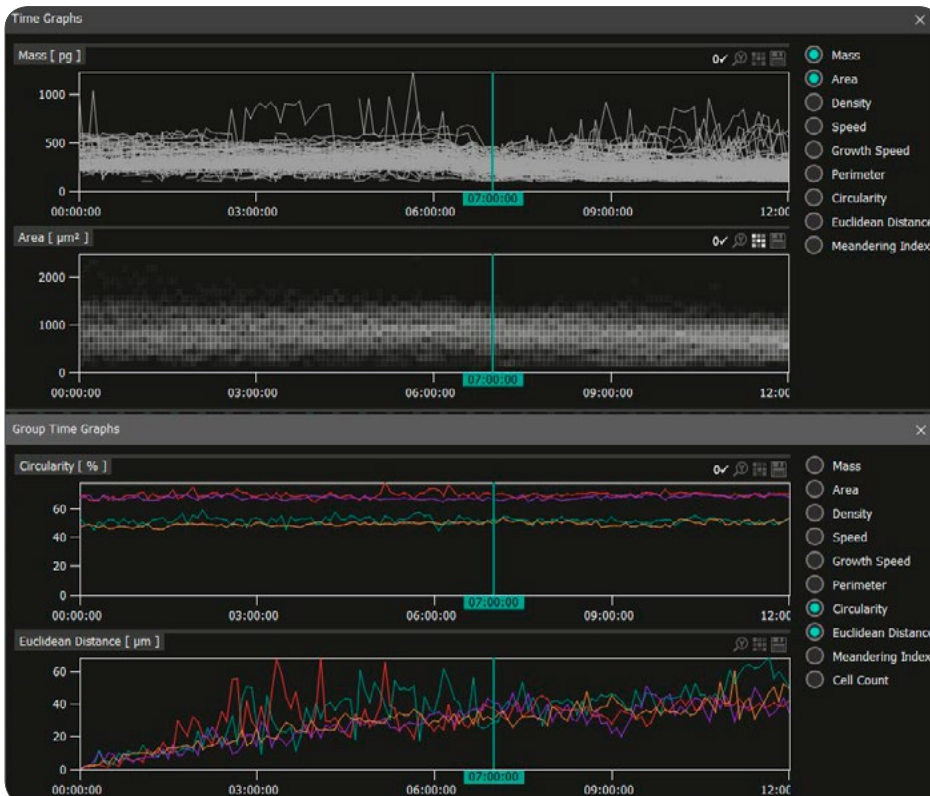 Time Graphs
Mass [ pg ]
0✓
1000
500
0
00:00:00 03:00:00 06:00:00 07:00:00 09:00:00 12:00
Area [ µm² ]
0✓
2000
1000
0
00:00:00 03:00:00 06:00:00 07:00:00 09:00:00 12:00
Mass
Area
Density
Speed
Growth Speed
Perimeter
Circularity
Euclidean Distance
Meandering Index
Group Time Graphs
Circularity [ % ]
0✓
60
40
20
0
00:00:00 03:00:00 06:00:00 07:00:00 09:00:00 12:00
Euclidean Distance [ µm ]
60
40
20
0
00:00:00 03:00:00 06:00:00 07:00:00 09:00:00 12:00
Mass
Area
Density
Speed
Growth Speed
Perimeter
Circularity
Euclidean Distance
Meandering Index
Cell Count